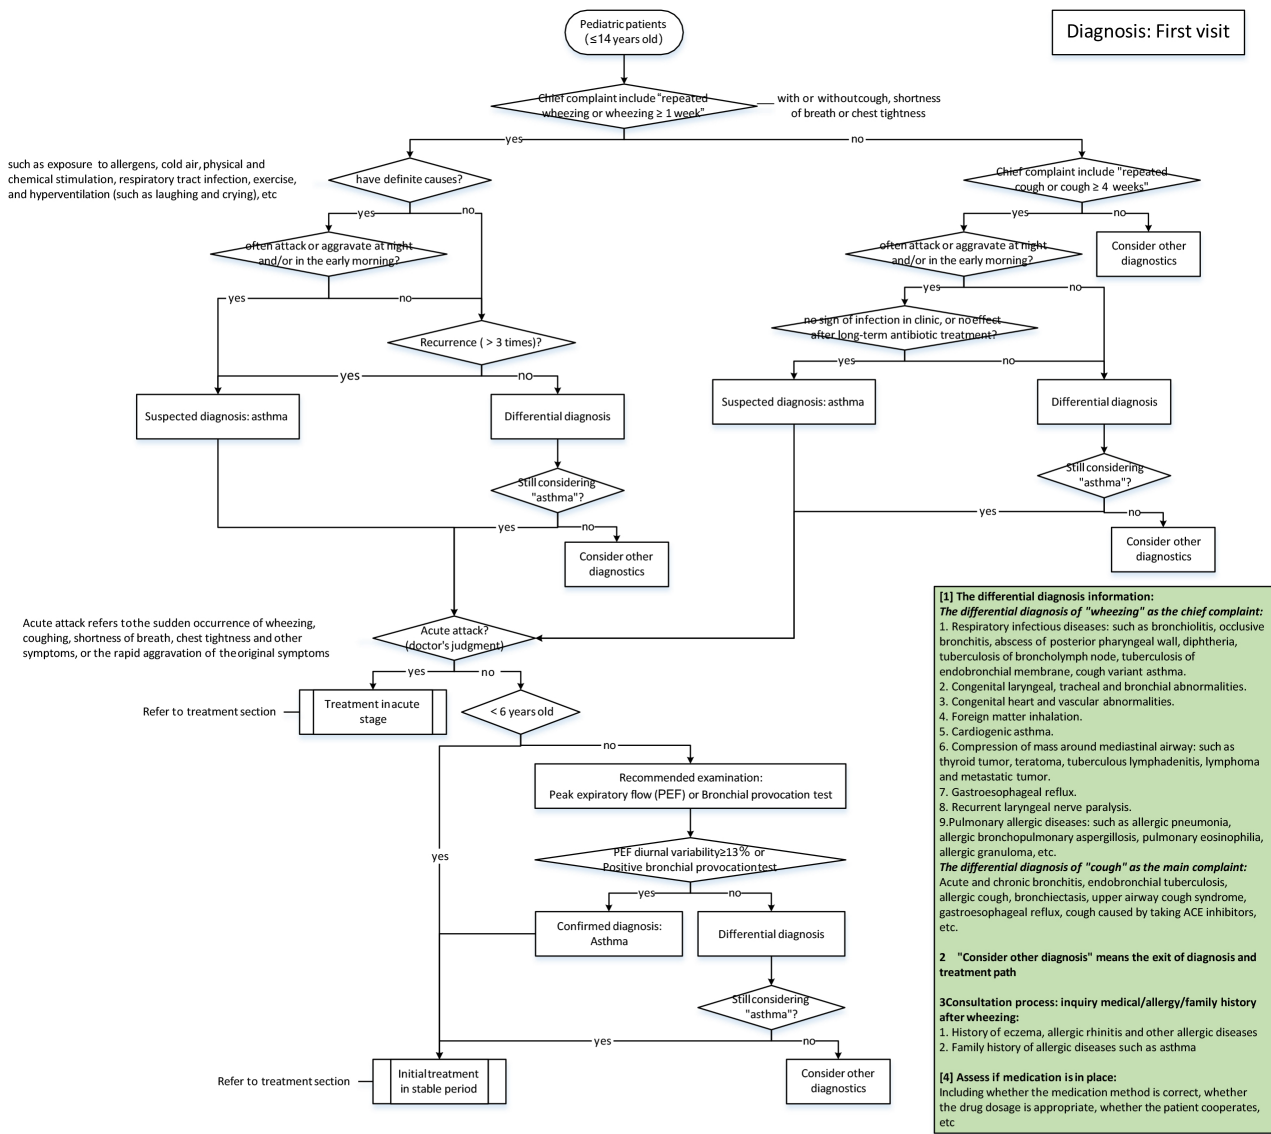 Pediatric patients
(≤14 years old)
Diagnosis: First visit
Chief complaint include "repeated
wheezing or wheezing ≥ 1 week"
with or without cough, shortness
of breath or chest tightness
yes
no
such as exposure to allergens, cold air, physical and
chemical stimulation, respiratory tract infection, exercise,
and hyperventilation (such as laughing and crying), etc
have definite causes?
Chief complaint include "repeated
cough or cough ≥ 4 weeks"
yes
no
yes
no
often attack or aggravate at night
and/or in the early morning?
often attack or aggravate at night
and/or in the early morning?
Consider other
diagnostics
yes
no
yes
no
no sign of infection in clinic, or no effect
after long-term antibiotic treatment?
Recurrence ( > 3 times)?
yes
no
yes
no
Suspected diagnosis: asthma
Differential diagnosis
Suspected diagnosis: asthma
Differential diagnosis
Still considering
"asthma"?
Still considering
"asthma"?
yes
no
yes
no
Consider other
diagnostics
Consider other
diagnostics
Acute attack refers to the sudden occurrence of wheezing,
coughing, shortness of breath, chest tightness and other
symptoms, or the rapid aggravation of the original symptoms
Acute attack?
(doctor's judgment)
yes
no
Refer to treatment section
Treatment in acute
stage
< 6 years old
no
Recommended examination:
Peak expiratory flow (PEF) or Bronchial provocation test
yes
PEF diurnal variability≥13% or
Positive bronchial provocation test
yes
no
Confirmed diagnosis:
Asthma
Differential diagnosis
Still considering
"asthma"?
yes
no
Refer to treatment section
Initial treatment
in stable period
Consider other
diagnostics
[1] The differential diagnosis information:
The differential diagnosis of "wheezing" as the chief complaint:
1. Respiratory infectious diseases: such as bronchiolitis, occlusive
bronchitis, abscess of posterior pharyngeal wall, diphtheria,
tuberculosis of broncholymph node, tuberculosis of
endobronchial membrane, cough variant asthma.
2. Congenital laryngeal, tracheal and bronchial abnormalities.
3. Congenital heart and vascular abnormalities.
4. Foreign matter inhalation.
5. Cardiogenic asthma.
6. Compression of mass around mediastinal airway: such as
thyroid tumor, teratoma, tuberculous lymphadenitis, lymphoma
and metastatic tumor.
7. Gastroesophageal reflux.
8. Recurrent laryngeal nerve paralysis.
9.Pulmonary allergic diseases: such as allergic pneumonia,
allergic bronchopulmonary aspergillosis, pulmonary eosinophilia,
allergic granuloma, etc.
The differential diagnosis of "cough" as the main complaint:
Acute and chronic bronchitis, endobronchial tuberculosis,
allergic cough, bronchiectasis, upper airway cough syndrome,
gastroesophageal reflux, cough caused by taking ACE inhibitors,
etc.
2 "Consider other diagnosis" means the exit of diagnosis and
treatment path
3Consultation process: inquiry medical/allergy/family history
after wheezing:
1. History of eczema, allergic rhinitis and other allergic diseases
2. Family history of allergic diseases such as asthma
[4] Assess if medication is in place:
Including whether the medication method is correct, whether
the drug dosage is appropriate, whether the patient cooperates,
etc